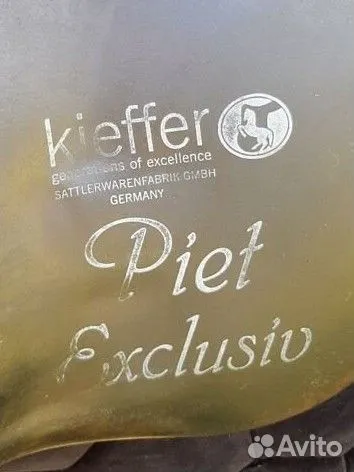 kieffer
generations of excellence
SATTLERWARENFABRIK GMBH
GERMANY
Piet
Exclusiv
Avito